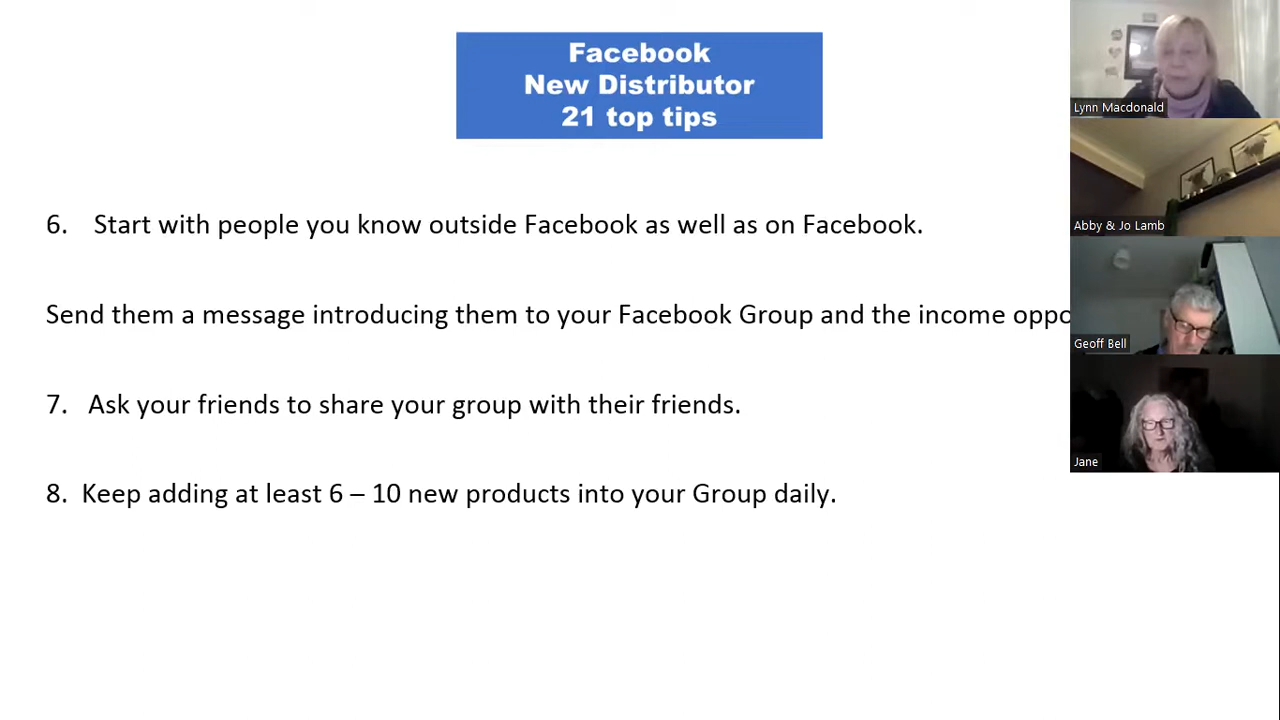 Facebook
New Distributor
21 top tips
6. Start with people you know outside Facebook as well as on Facebook.
Send them a message introducing them to your Facebook Group and the income oppo
7. Ask your friends to share your group with their friends.
8. Keep adding at least 6 – 10 new products into your Group daily.
Lynn Macdonald
Abby & Jo Lamb
Geoff Bell
Jane